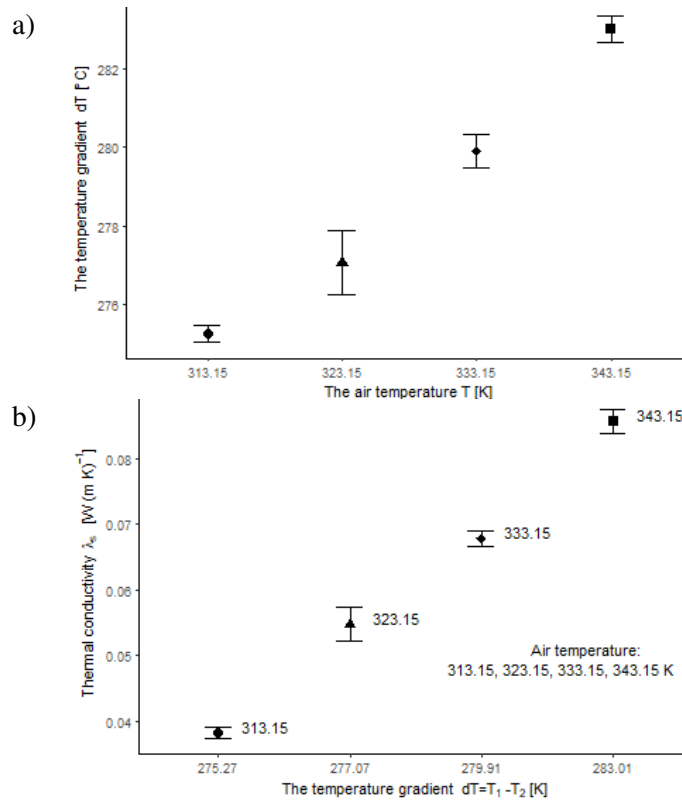 a)
The temperature gradient dT [°C]
282
280
278
276
313.15 323.15 333.15 343.15
The air temperature T [K]
b)
Thermal conductivity λs [W (m K)−1]
0.08
0.07
0.06
0.05
0.04
343.15
333.15
323.15
313.15
Air temperature:
313.15, 323.15, 333.15, 343.15 K
275.27 277.07 279.91 283.01
The temperature gradient dT=T1 -T2 [K]